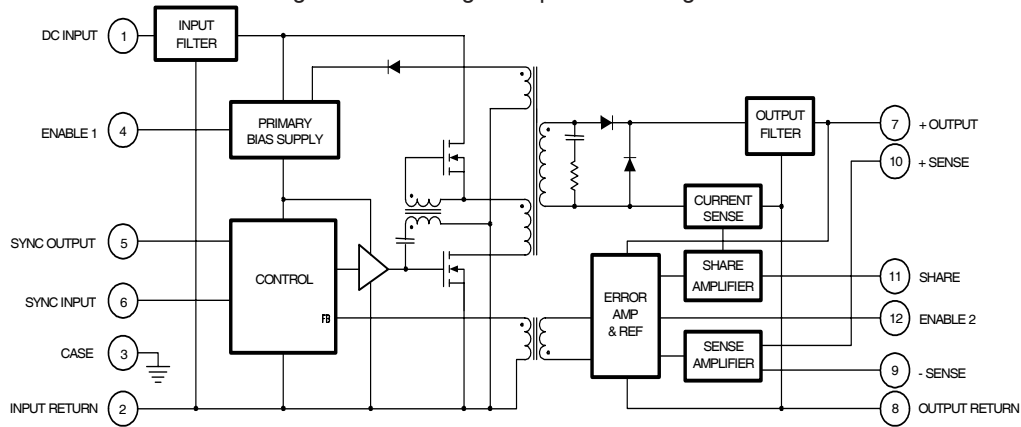 DC INPUT
1
INPUT
FILTER
ENABLE 1
4
PRIMARY
BIAS SUPPLY
SYNC OUTPUT
5
SYNC INPUT
6
CONTROL
FB
CASE
3
INPUT RETURN
2
OUTPUT
FILTER
7
+ OUTPUT
10
+ SENSE
CURRENT
SENSE
SHARE
AMPLIFIER
11
SHARE
ERROR
AMP
& REF
12
ENABLE 2
SENSE
AMPLIFIER
9
- SENSE
8
OUTPUT RETURN